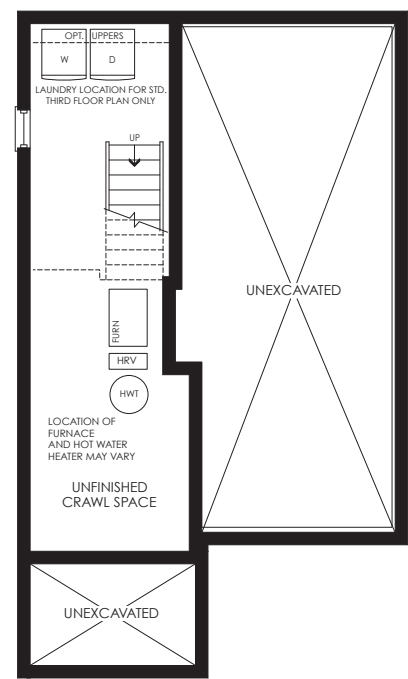 OPT. UPPERS
W
D
LAUNDRY LOCATION FOR STD.
THIRD FLOOR PLAN ONLY
UP
UNEXCAVATED
FURN
HRV
HWT
LOCATION OF
FURNACE
AND HOT WATER
HEATER MAY VARY
UNFINISHED
CRAWL SPACE
UNEXCAVATED